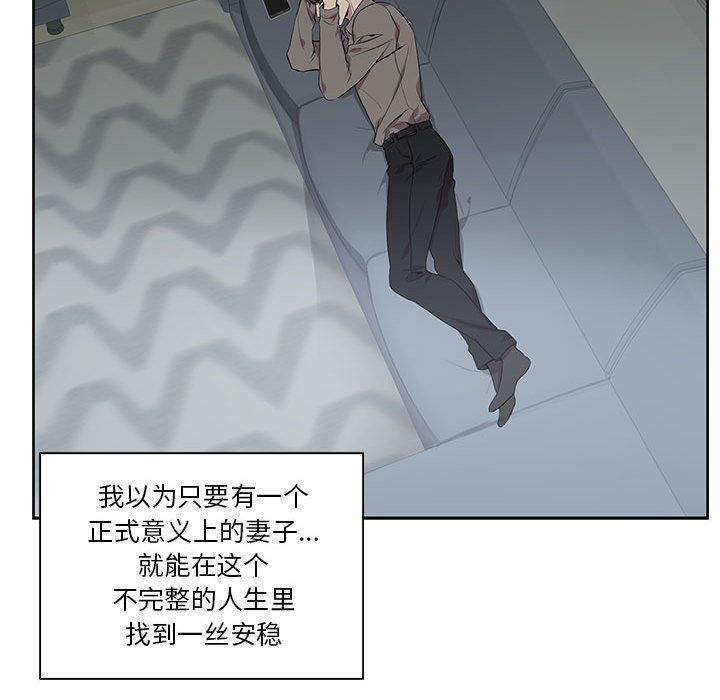 我以为只要有一个
正式意义上的妻子...
就能在这个
不完整的人生里
找到一丝安稳